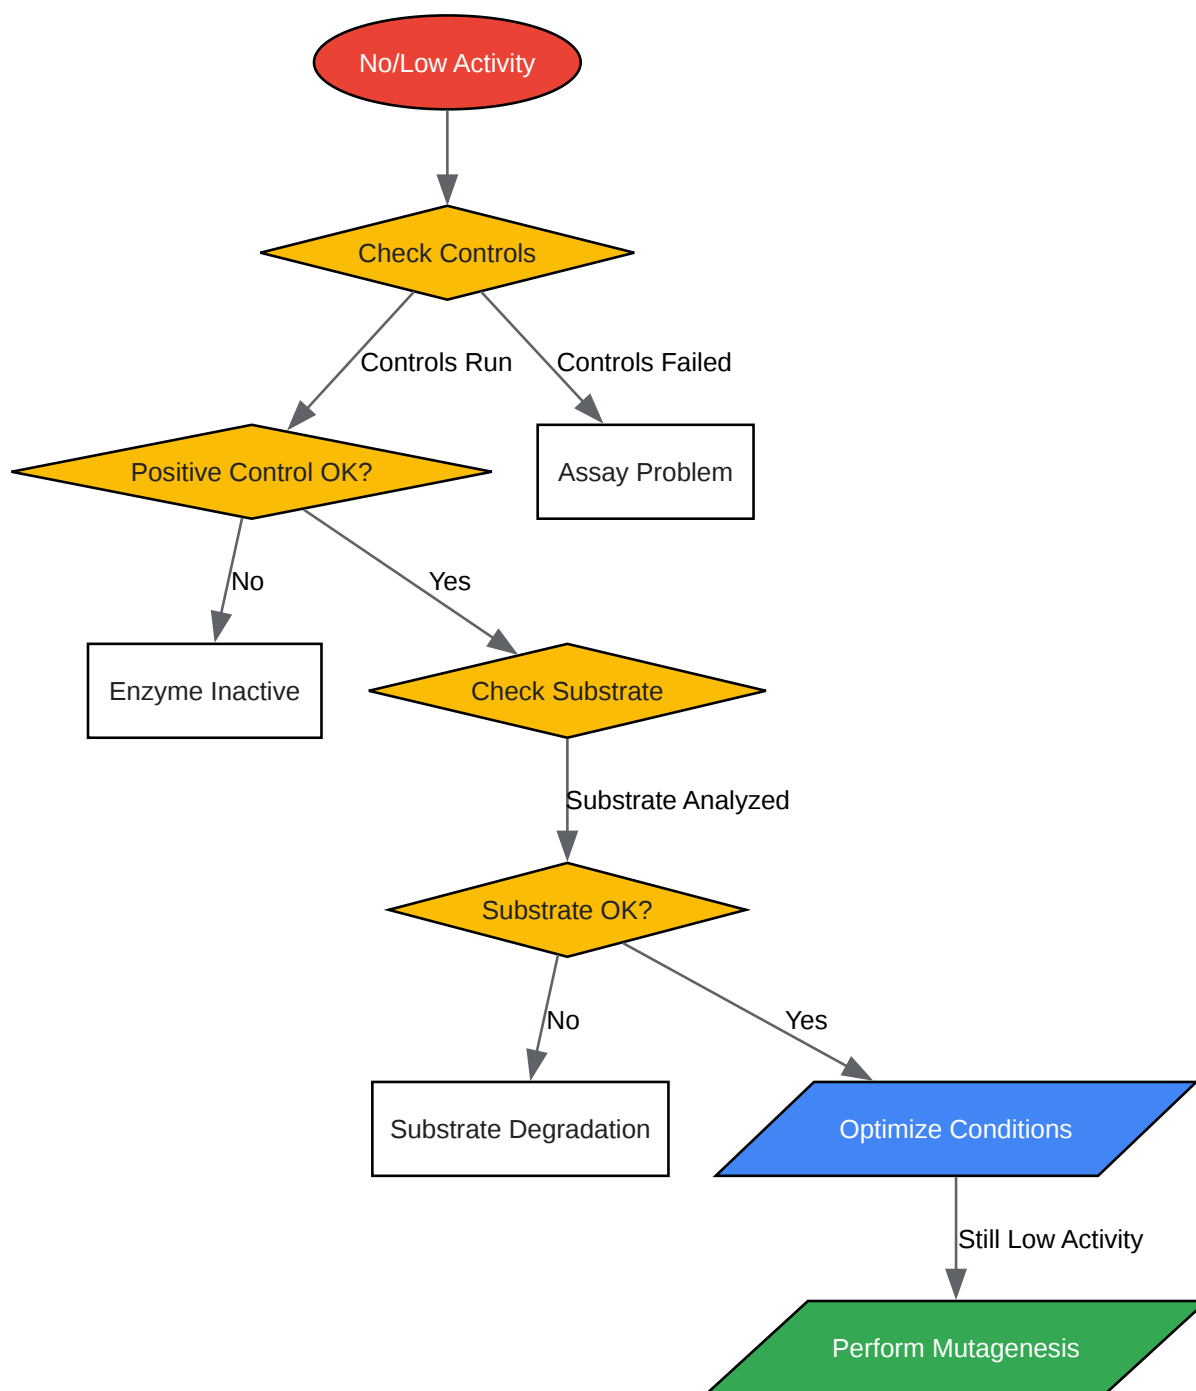 No/Low Activity
Check Controls
Controls Run
Controls Failed
Positive Control OK?
Assay Problem
No
Yes
Enzyme Inactive
Check Substrate
Substrate Analyzed
Substrate OK?
No
Yes
Substrate Degradation
Optimize Conditions
Still Low Activity
Perform Mutagenesis